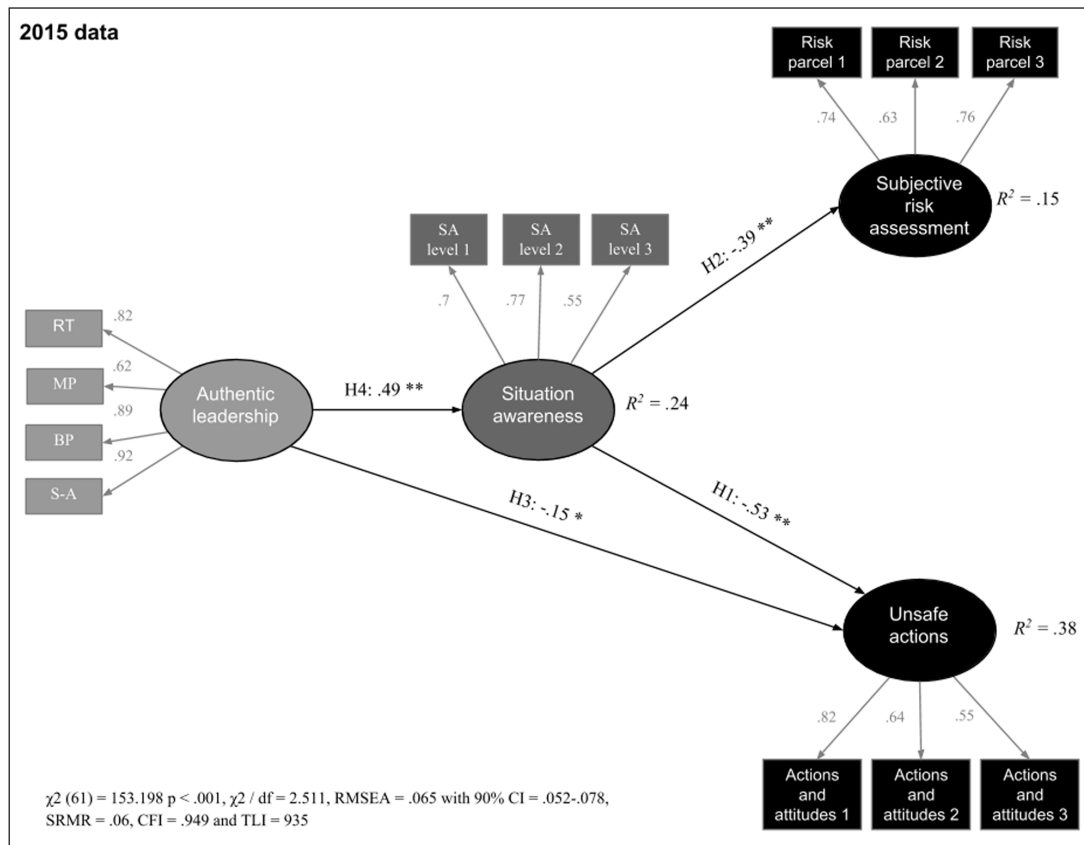 2015 data
Risk
parcel 1
Risk
parcel 2
Risk
parcel 3
.74
.63
.76
Subjective
risk
assessment
R² = .15
SA
level 1
SA
level 2
SA
level 3
.7
.77
.55
H2: -.39 **
RT
MP
BP
S-A
.82
.62
.89
.92
Authentic
leadership
H4: .49 **
Situation
awareness
R² = .24
H3: -.15 *
H1: -.53 **
Unsafe
actions
R² = .38
.82
.64
.55
Actions
and
attitudes 1
Actions
and
attitudes 2
Actions
and
attitudes 3
χ2 (61) = 153.198 p < .001, χ2 / df = 2.511, RMSEA = .065 with 90% CI = .052-.078,
SRMR = .06, CFI = .949 and TLI = 935